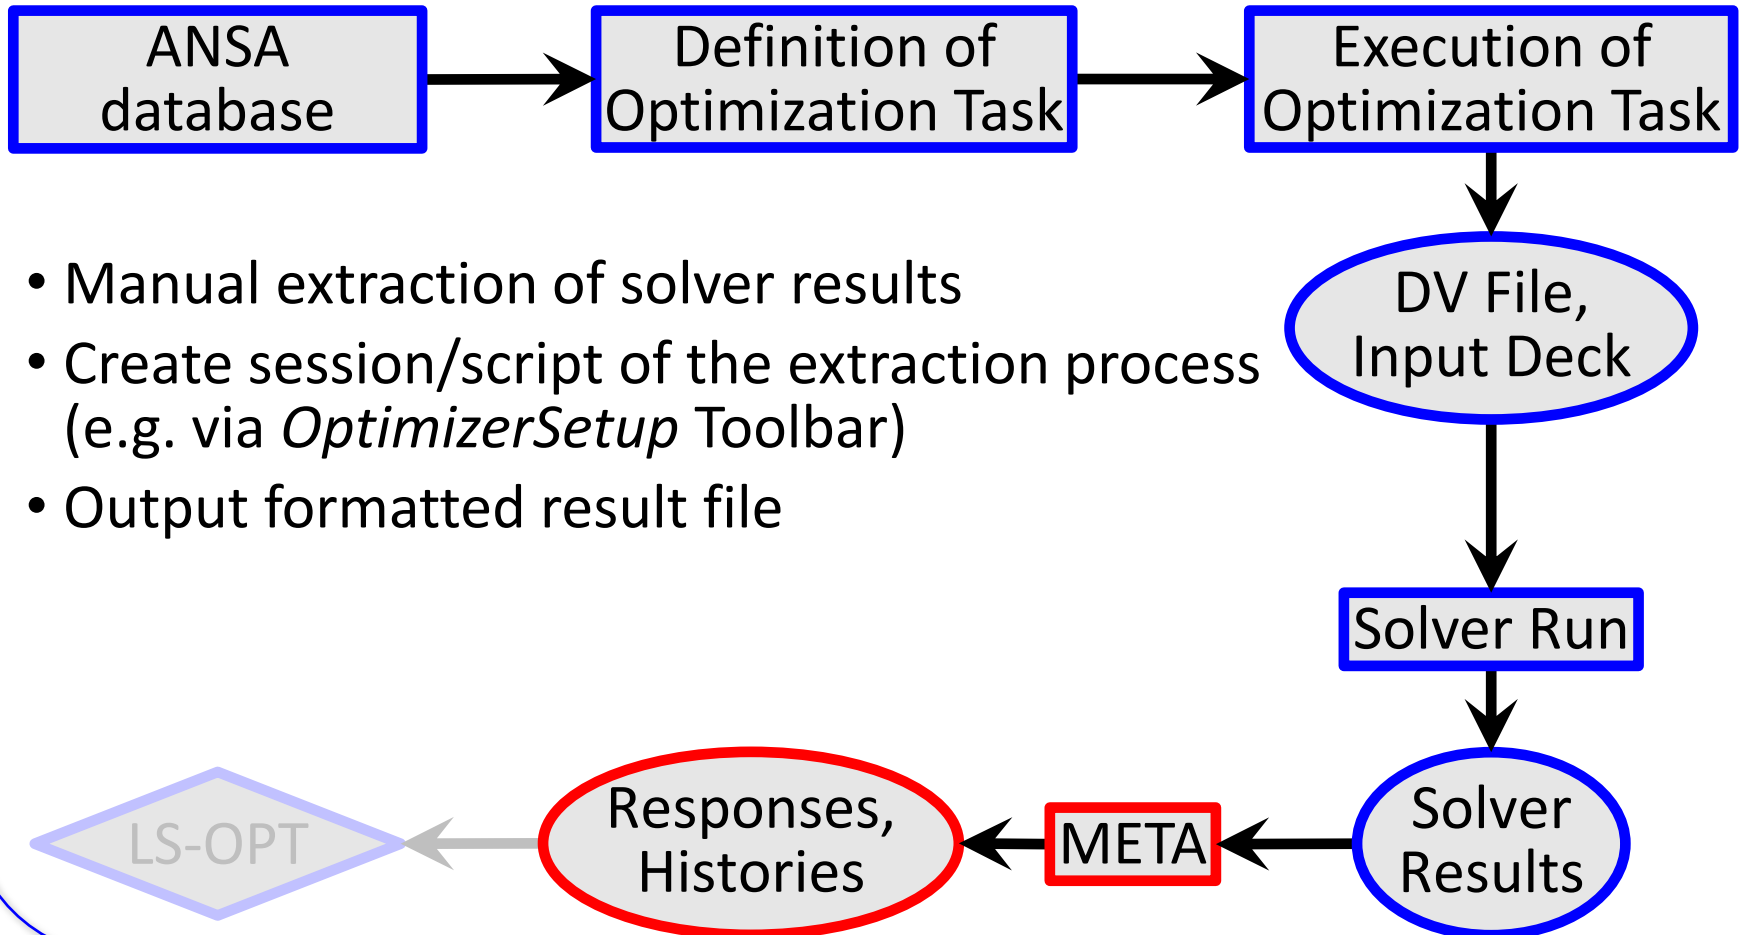 ANSA
database
Definition of
Optimization Task
Execution of
Optimization Task
• Manual extraction of solver results
• Create session/script of the extraction process
(e.g. via OptimizerSetup Toolbar)
• Output formatted result file
DV File,
Input Deck
Solver Run
Solver
Results
META
Responses,
Histories
LS-OPT